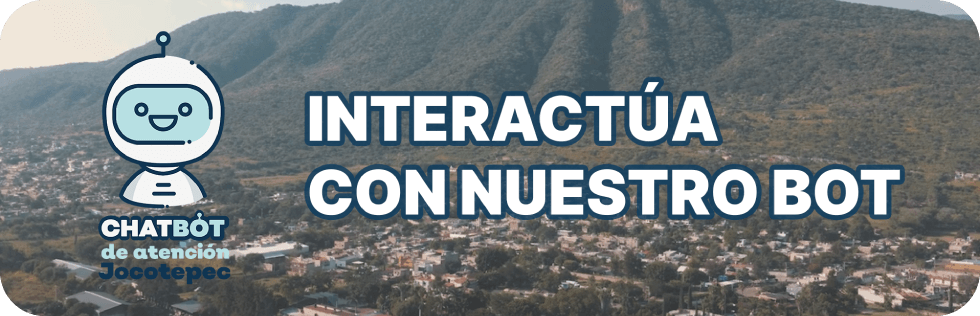 INTERACTÚA
CON NUESTRO BOT
CHATBOT
de atención
Jocotepec